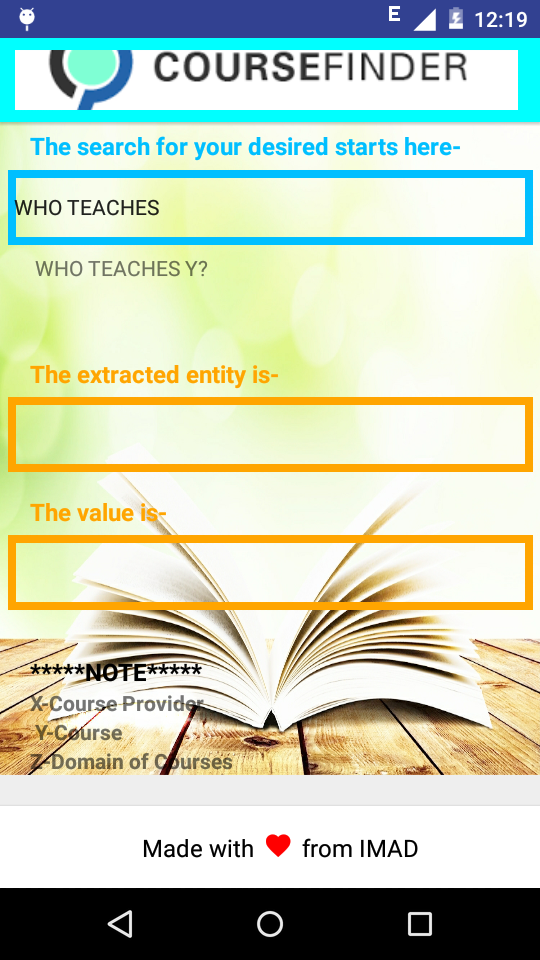 E 12:19
COURSEFINDER
The search for your desired starts here-
WHO TEACHES
WHO TEACHES Y?
The extracted entity is-
The value is-
*****NOTE*****
X-Course Provider
Y-Course
Z-Domain of Courses
Made with from IMAD